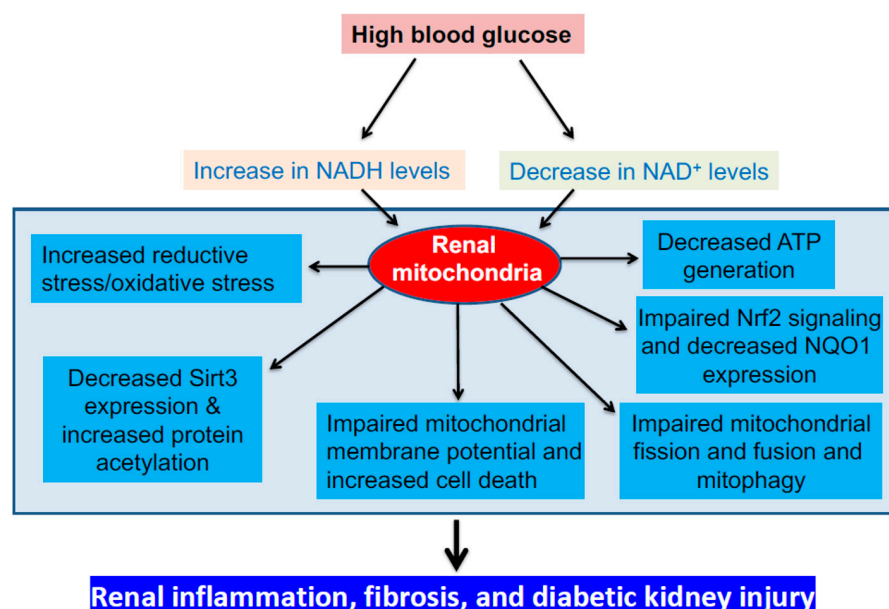 High blood glucose
Increase in NADH levels
Decrease in NAD⁺ levels
Renal
mitochondria
Increased reductive
stress/oxidative stress
Decreased ATP
generation
Impaired Nrf2 signaling
and decreased NQO1
expression
Decreased Sirt3
expression &
increased protein
acetylation
Impaired mitochondrial
membrane potential and
increased cell death
Impaired mitochondrial
fission and fusion and
mitophagy
Renal inflammation, fibrosis, and diabetic kidney injury